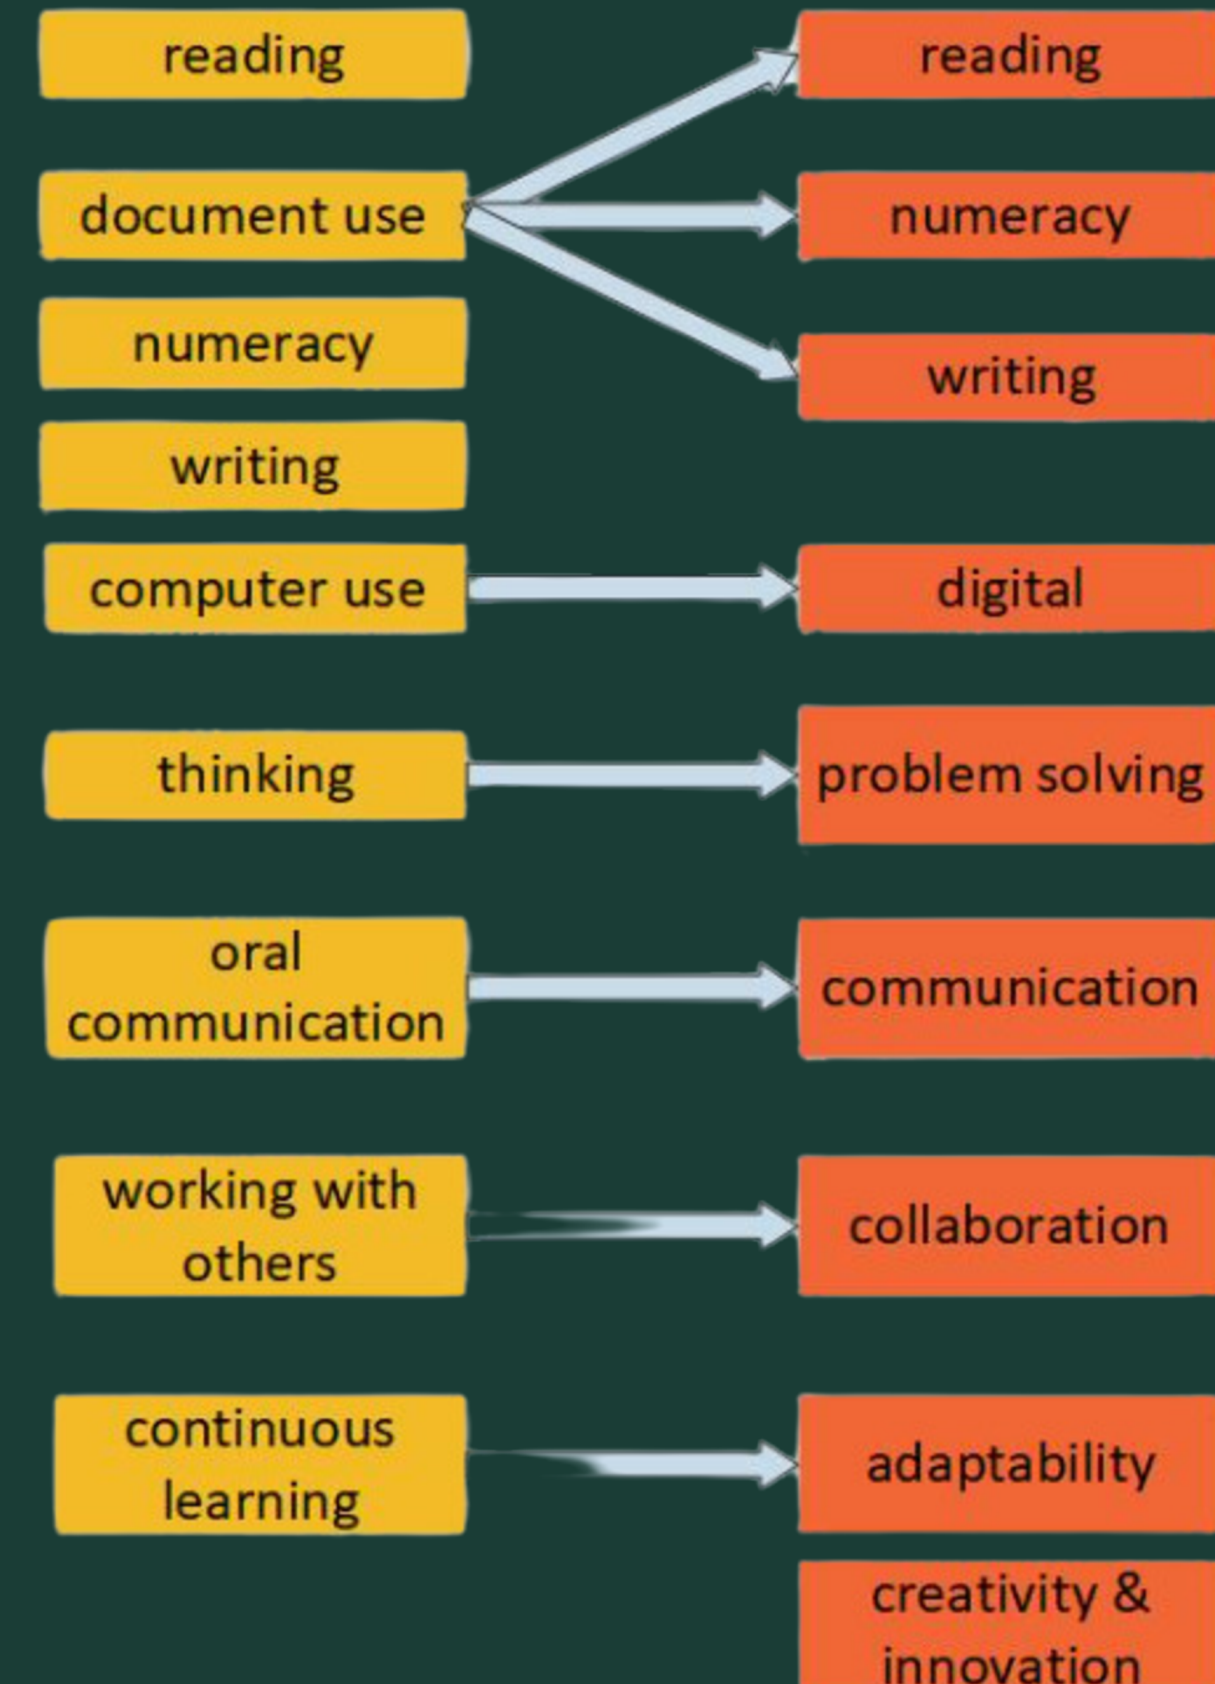 reading
reading
document use
numeracy
numeracy
writing
writing
computer use
digital
thinking
problem solving
oral
communication
communication
working with
others
collaboration
continuous
learning
adaptability
creativity &
innovation